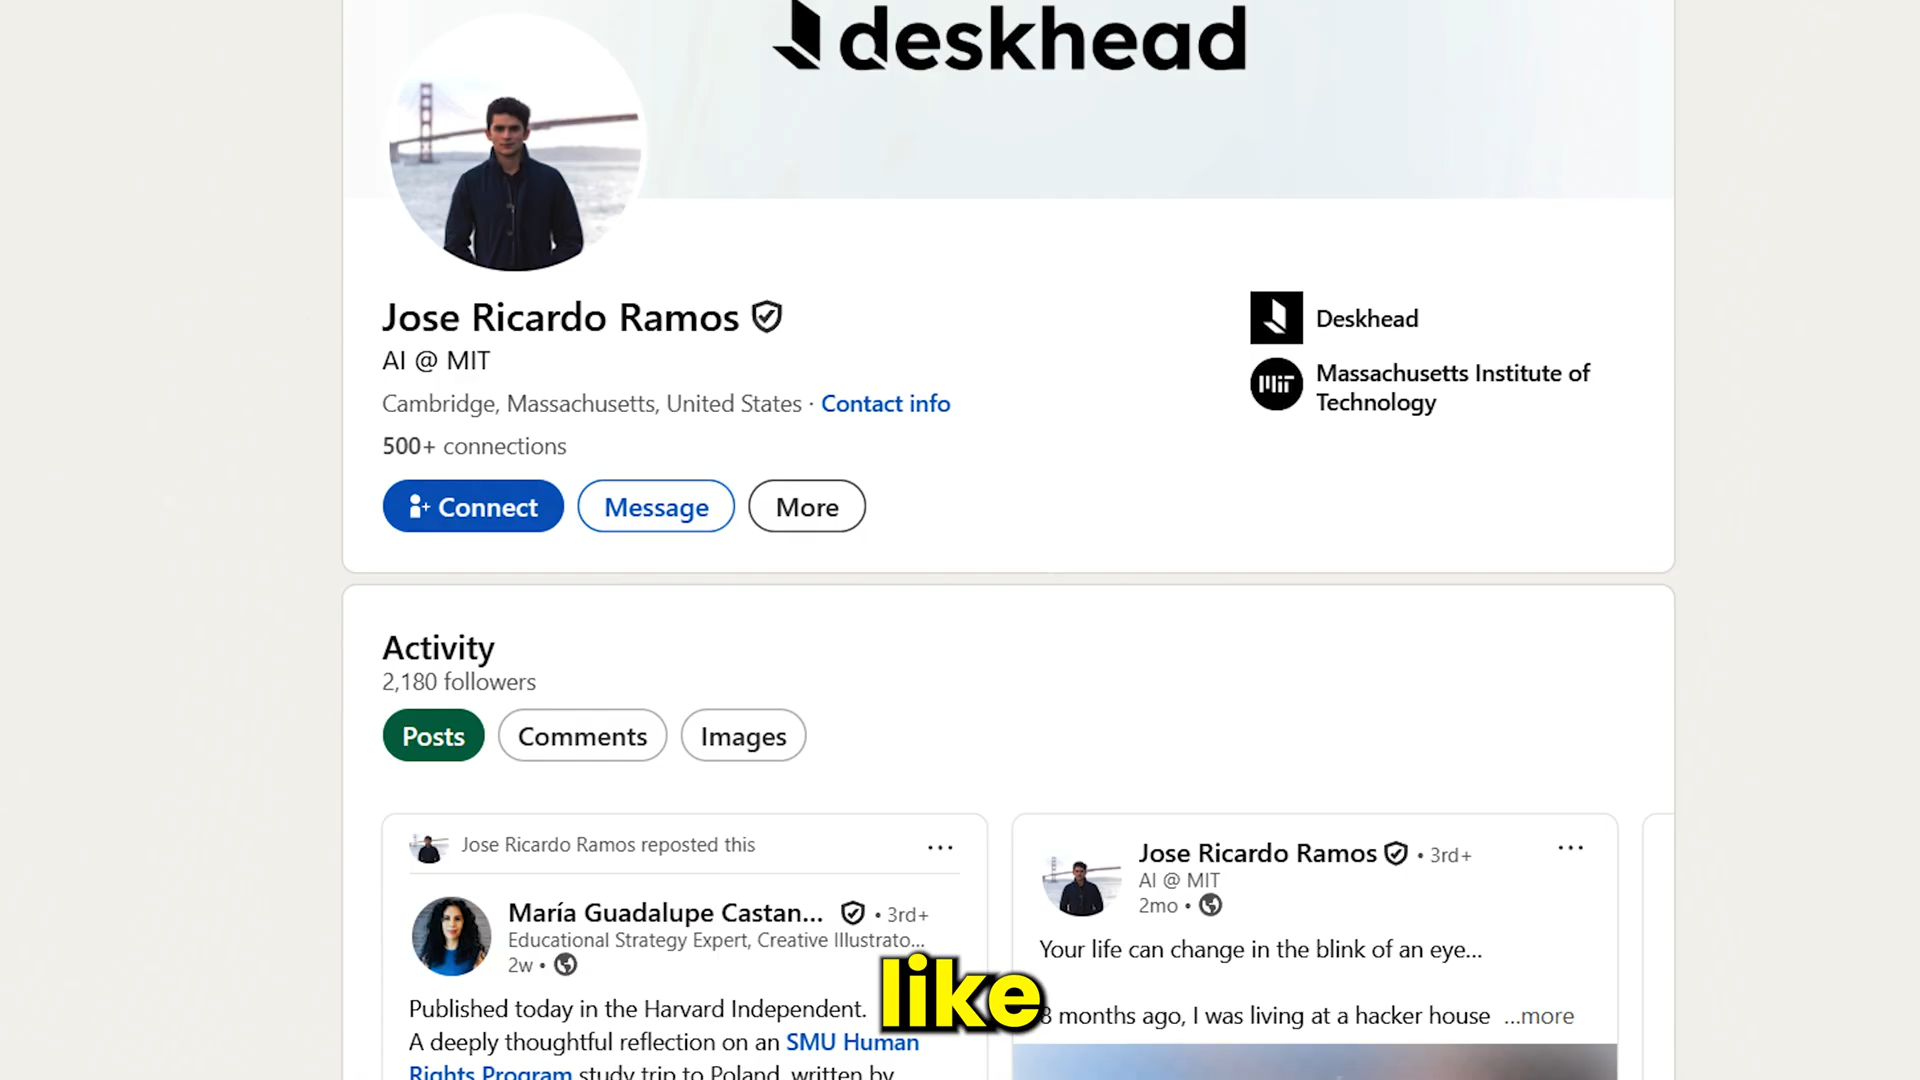 deskhead
Jose Ricardo Ramos
AI @ MIT
Cambridge, Massachusetts, United States · Contact info
500+ connections
Connect
Message
More
Deskhead
MIT
Massachusetts Institute of
Technology
Activity
2,180 followers
Posts
Comments
Images
Jose Ricardo Ramos reposted this
María Guadalupe Castan... • 3rd+
Educational Strategy Expert, Creative Illustrato...
2w •
Published today in the Harvard Independent.
A deeply thoughtful reflection on an SMU Human
Rights Program study trip to Poland, written by
Jose Ricardo Ramos • 3rd+
AI @ MIT
2mo •
Your life can change in the blink of an eye...
8 months ago, I was living at a hacker house ...more
like